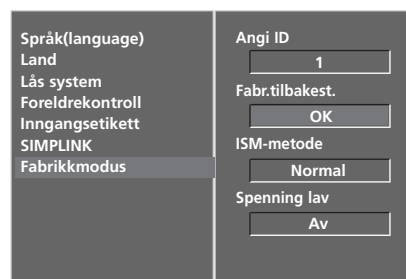 Språk(language)
Land
Lås system
Foreldrekontroll
Inngangsetikett
SIMPLINK
Fabrikkmodus
Angi ID
1
Fabr.tilbakest.
OK
ISM-metode
Normal
Spenning lav
Av